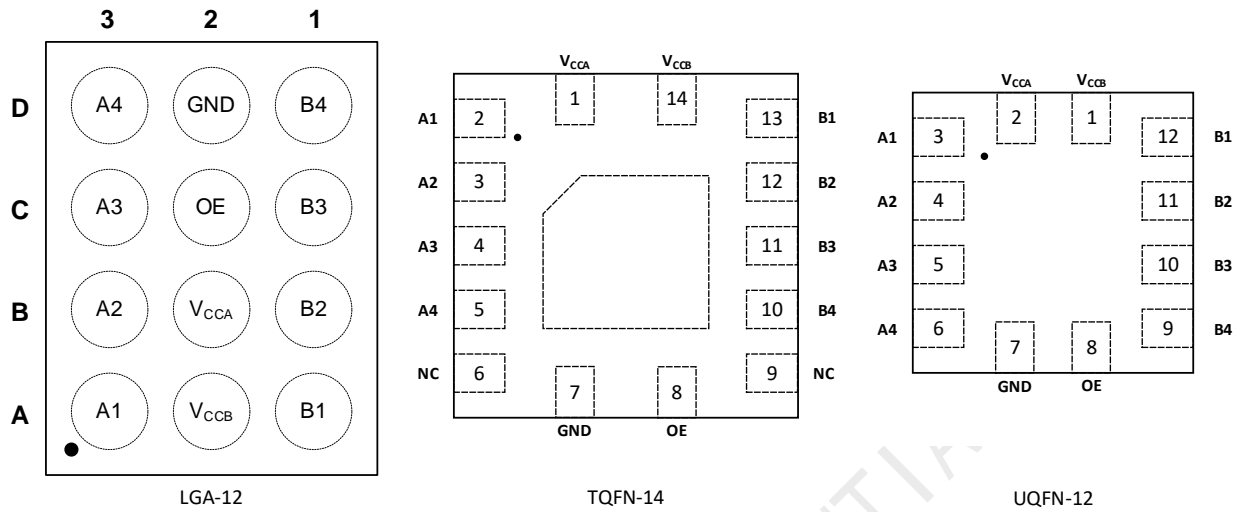 3 2 1
D A4 GND B4
C A3 OE B3
B A2 VCCA B2
A A1 VCCB B1
LGA-12
VCCA VCCB
1 14
A1 2 13 B1
A2 3 12 B2
A3 4 11 B3
A4 5 10 B4
NC 6 9 NC
7 8
GND OE
TQFN-14
VCCA VCCB
2 1
A1 3 12 B1
A2 4 11 B2
A3 5 10 B3
A4 6 9 B4
7 8
GND OE
UQFN-12